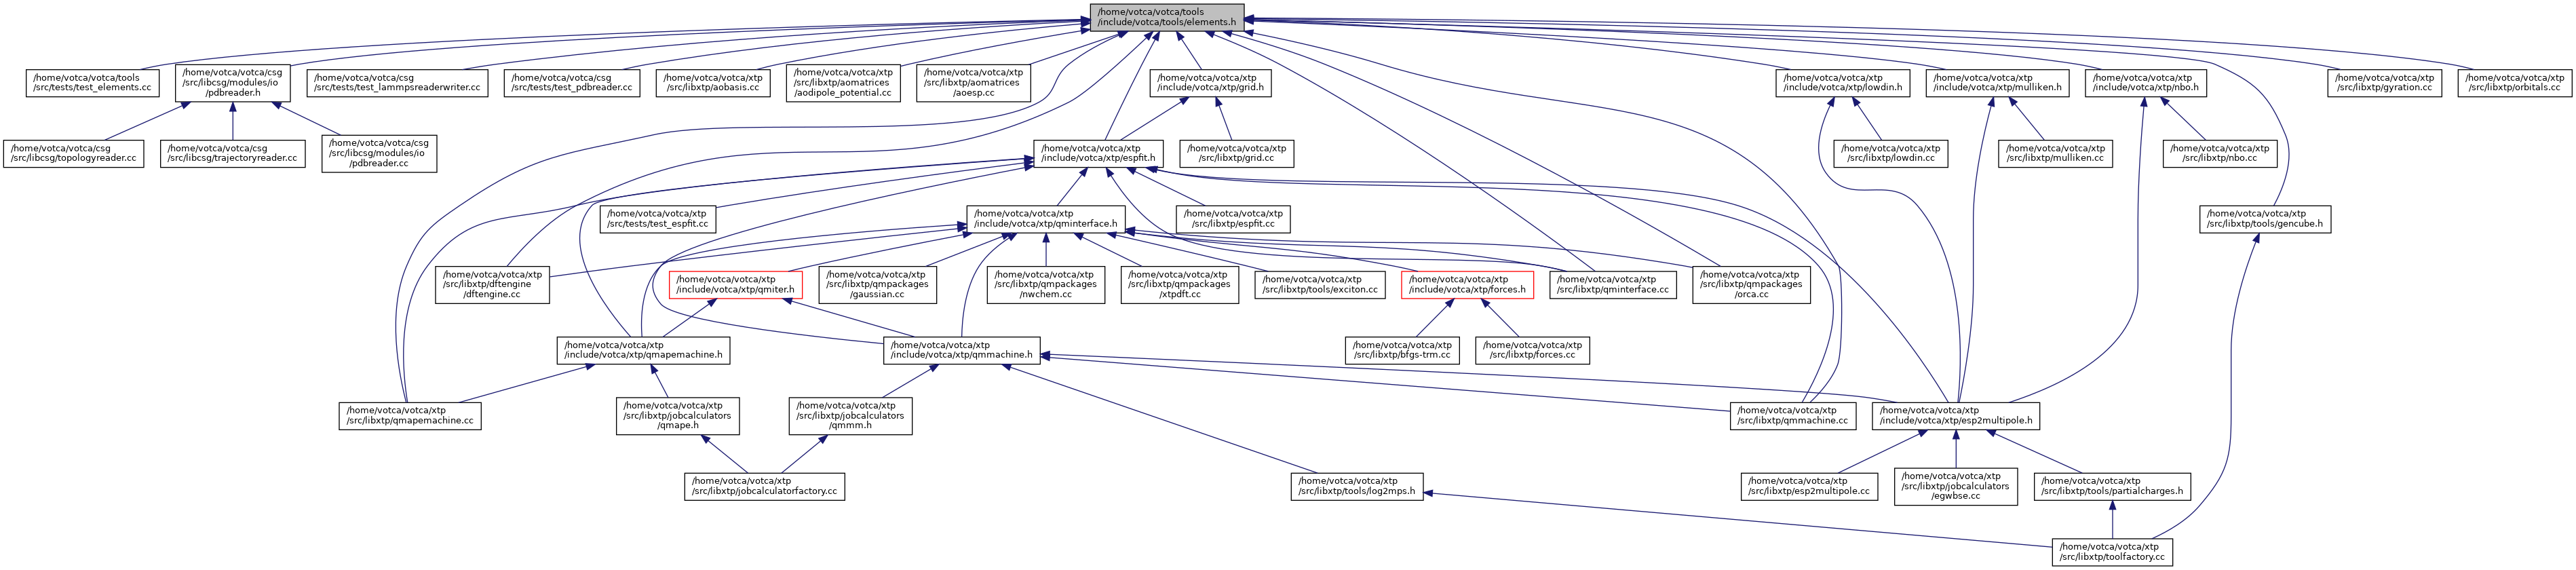 /home/votca/votca/tools
/include/votca/tools/elements.h
/home/votca/votca/tools
/src/tests/test_elements.cc
/home/votca/votca/csg
/src/libcsg/modules/io
/pdbreader.h
/home/votca/votca/csg
/src/tests/test_lammpsreaderwriter.cc
/home/votca/votca/csg
/src/tests/test_pdbreader.cc
/home/votca/votca/xtp
/src/libxtp/aobasis.cc
/home/votca/votca/xtp
/src/libxtp/aomatrices
/aodipole_potential.cc
/home/votca/votca/xtp
/src/libxtp/aomatrices
/aoesp.cc
/home/votca/votca/xtp
/include/votca/xtp/grid.h
/home/votca/votca/xtp
/include/votca/xtp/lowdin.h
/home/votca/votca/xtp
/include/votca/xtp/mulliken.h
/home/votca/votca/xtp
/include/votca/xtp/nbo.h
/home/votca/votca/xtp
/src/libxtp/gyration.cc
/home/votca/votca/xtp
/src/libxtp/orbitals.cc
/home/votca/votca/csg
/src/libcsg/topologyreader.cc
/home/votca/votca/csg
/src/libcsg/trajectoryreader.cc
/home/votca/votca/csg
/src/libcsg/modules/io
/pdbreader.cc
/home/votca/votca/xtp
/include/votca/xtp/espfit.h
/home/votca/votca/xtp
/src/libxtp/grid.cc
/home/votca/votca/xtp
/src/libxtp/lowdin.cc
/home/votca/votca/xtp
/src/libxtp/mulliken.cc
/home/votca/votca/xtp
/src/libxtp/nbo.cc
/home/votca/votca/xtp
/src/tests/test_espfit.cc
/home/votca/votca/xtp
/include/votca/xtp/qminterface.h
/home/votca/votca/xtp
/src/libxtp/espfit.cc
/home/votca/votca/xtp
/src/libxtp/tools/gencube.h
/home/votca/votca/xtp
/src/libxtp/dftengine
/dftengine.cc
/home/votca/votca/xtp
/include/votca/xtp/qmiter.h
/home/votca/votca/xtp
/src/libxtp/qmpackages
/gaussian.cc
/home/votca/votca/xtp
/src/libxtp/qmpackages
/nwchem.cc
/home/votca/votca/xtp
/src/libxtp/qmpackages
/xtpdft.cc
/home/votca/votca/xtp
/src/libxtp/tools/exciton.cc
/home/votca/votca/xtp
/include/votca/xtp/forces.h
/home/votca/votca/xtp
/src/libxtp/qminterface.cc
/home/votca/votca/xtp
/src/libxtp/qmpackages
/orca.cc
/home/votca/votca/xtp
/include/votca/xtp/qmapemachine.h
/home/votca/votca/xtp
/include/votca/xtp/qmmachine.h
/home/votca/votca/xtp
/src/libxtp/bfgs-trm.cc
/home/votca/votca/xtp
/src/libxtp/forces.cc
/home/votca/votca/xtp
/src/libxtp/qmapemachine.cc
/home/votca/votca/xtp
/src/libxtp/jobcalculators
/qmape.h
/home/votca/votca/xtp
/src/libxtp/jobcalculators
/qmmm.h
/home/votca/votca/xtp
/src/libxtp/qmmachine.cc
/home/votca/votca/xtp
/include/votca/xtp/esp2multipole.h
/home/votca/votca/xtp
/src/libxtp/jobcalculatorfactory.cc
/home/votca/votca/xtp
/src/libxtp/tools/log2mps.h
/home/votca/votca/xtp
/src/libxtp/esp2multipole.cc
/home/votca/votca/xtp
/src/libxtp/jobcalculators
/egwbse.cc
/home/votca/votca/xtp
/src/libxtp/tools/partialcharges.h
/home/votca/votca/xtp
/src/libxtp/toolfactory.cc